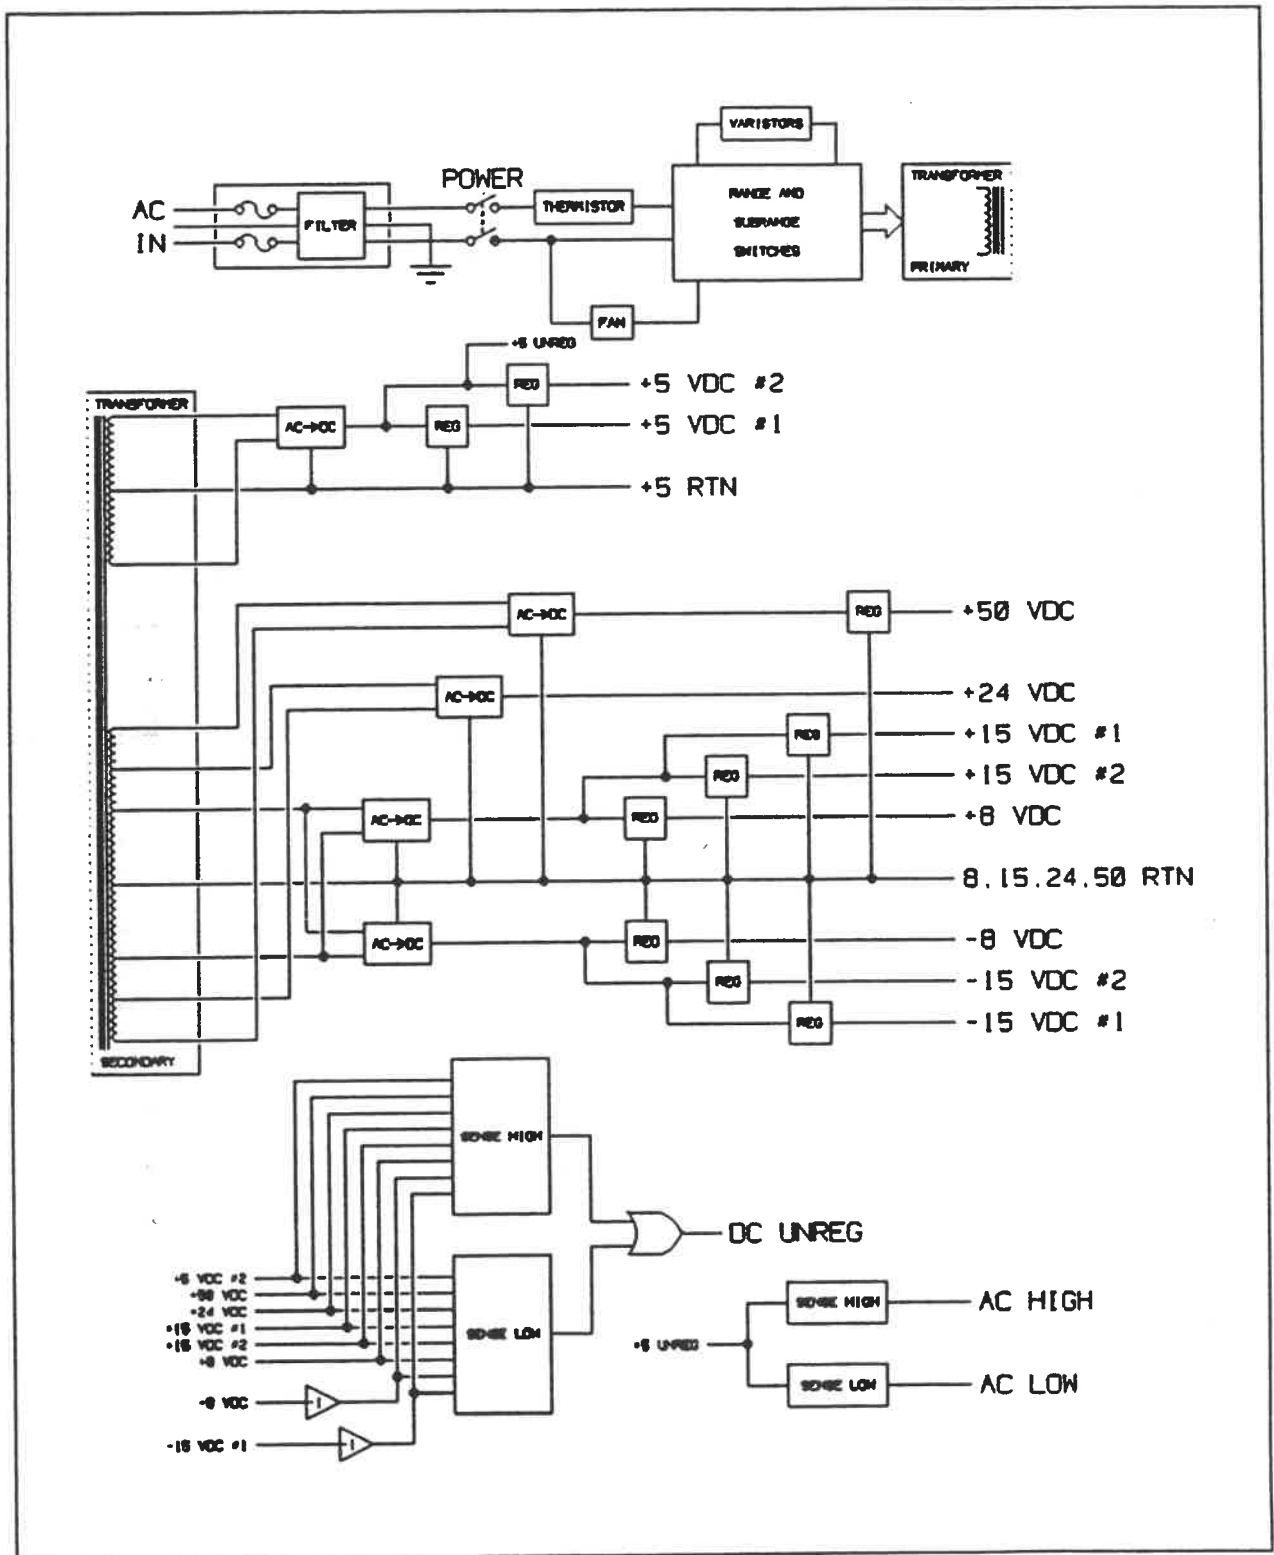 VARISTORS
POWER
AC
IN
FILTER
THERMISTOR
RANGE AND
SUBRANGE
SWITCHES
TRANSFORMER
PRIMARY
FAN
+5 UNREG
REG
+5 VDC #2
TRANSFORMER
AC->DC
REG
+5 VDC #1
+5 RTN
AC->DC
REG
+50 VDC
AC->DC
+24 VDC
REG
+15 VDC #1
REG
+15 VDC #2
AC->DC
REG
+8 VDC
8,15,24,50 RTN
AC->DC
REG
-8 VDC
REG
-15 VDC #2
REG
-15 VDC #1
SECONDARY
SENSE HIGH
DC UNREG
+5 VDC #2
+50 VDC
+24 VDC
+15 VDC #1
+15 VDC #2
+8 VDC
-8 VDC
-1
-15 VDC #1
-1
SENSE LOW
+5 UNREG
SENSE HIGH
AC HIGH
SENSE LOW
AC LOW